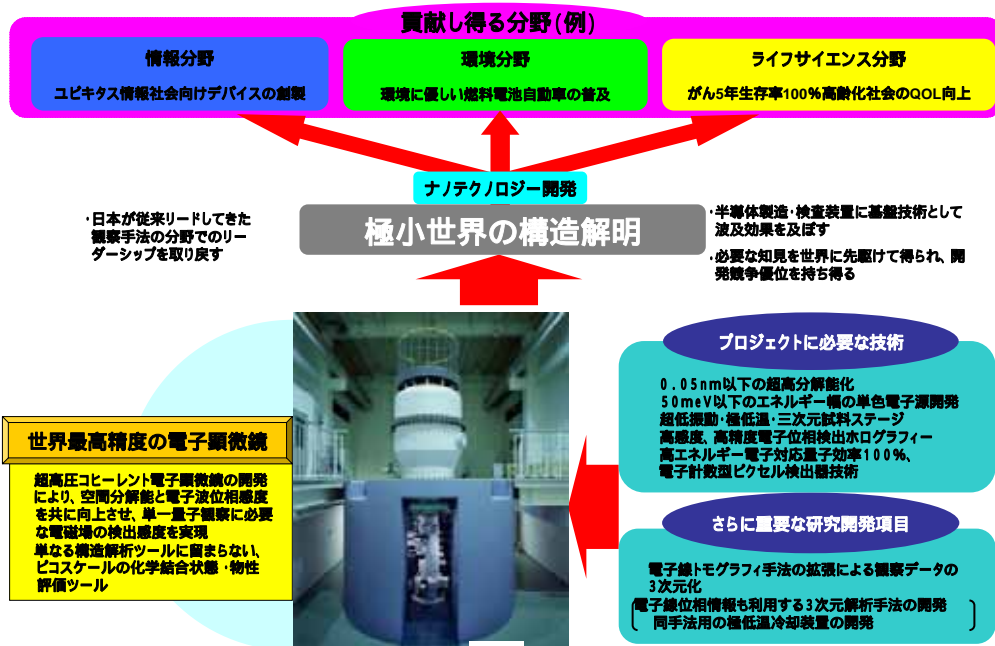 貢献し得る分野(例)
情報分野
ユビキタス情報社会向けデバイスの創製
環境分野
環境に優しい燃料電池自動車の普及
ライフサイエンス分野
がん5年生存率100%高齢化社会のQOL向上
ナノテクノロジー開発
極小世界の構造解明
・日本が従来リードしてきた
観察手法の分野でのリー
ダーシップを取り戻す
・半導体製造・検査装置に基盤技術として
波及効果を及ぼす
・必要な知見を世界に先駆けて得られ、開
発競争優位を持ち得る
世界最高精度の電子顕微鏡
超高圧コヒーレント電子顕微鏡の開発
により、空間分解能と電子波位相感度
を共に向上させ、単一量子観察に必要
な電磁場の検出感度を実現
単なる構造解析ツールに留まらない、
ピコスケールの化学結合状態・物性
評価ツール
プロジェクトに必要な技術
0.05nm以下の超高分解能化
50meV以下のエネルギー幅の単色電子源開発
超低振動・極低温・三次元試料ステージ
高感度、高精度電子位相検出ホログラフィー
高エネルギー電子対応量子効率100%、
電子計数型ピクセル検出器技術
さらに重要な研究開発項目
電子線トモグラフィ手法の拡張による観察データの
3次元化
電子線位相情報も利用する3次元解析手法の開発
同手法用の極低温冷却装置の開発